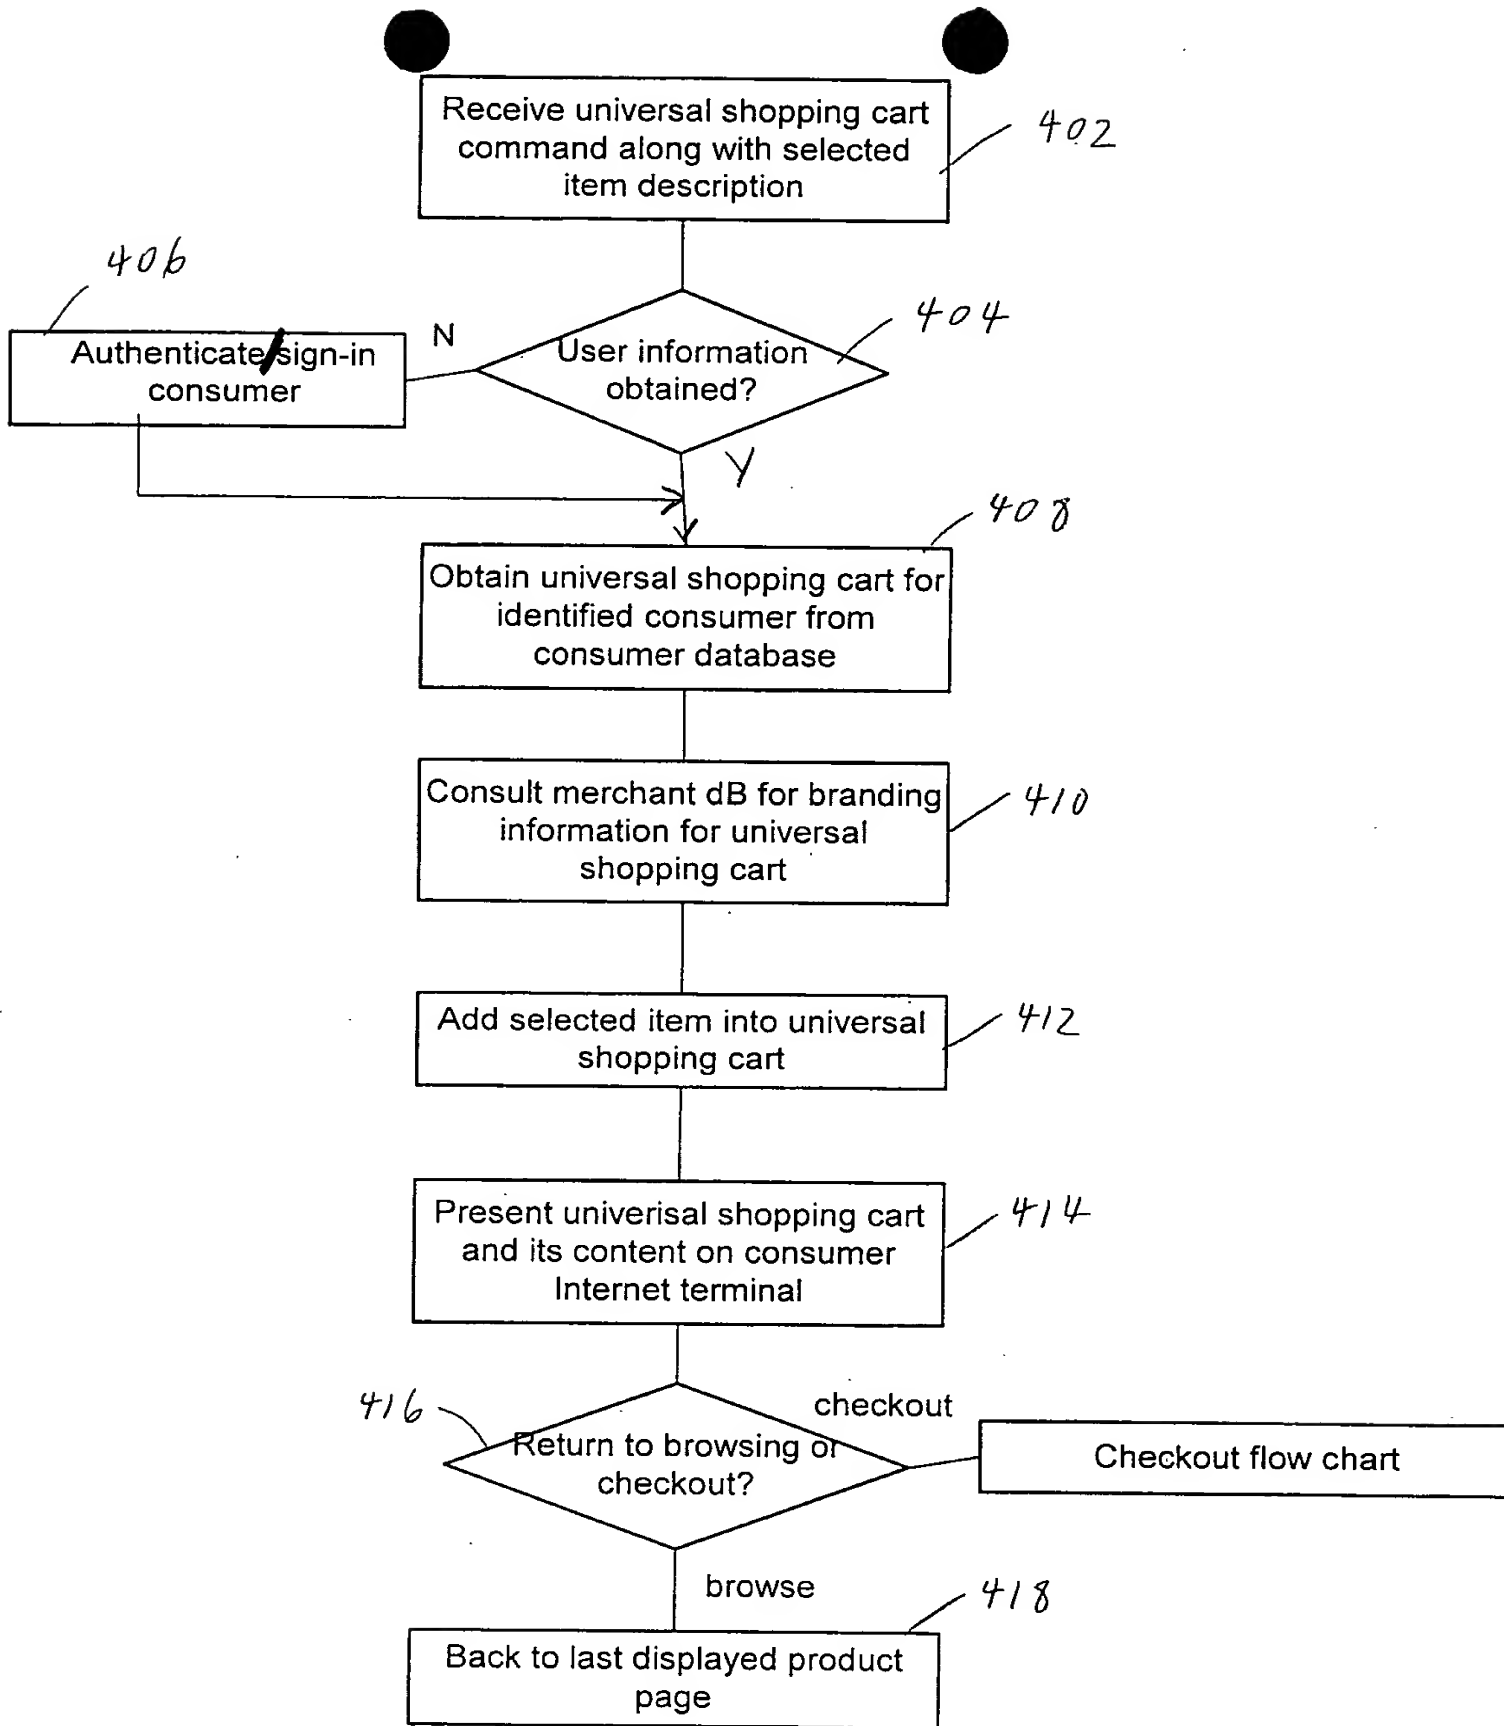 Receive universal shopping cart
command along with selected
item description
402
406
N
404
Authenticate/sign-in
consumer
User information
obtained?
Y
408
Obtain universal shopping cart for
identified consumer from
consumer database
Consult merchant dB for branding
information for universal
shopping cart
410
Add selected item into universal
shopping cart
412
Present univerisal shopping cart
and its content on consumer
Internet terminal
414
416
checkout
Return to browsing or
checkout?
Checkout flow chart
browse
418
Back to last displayed product
page